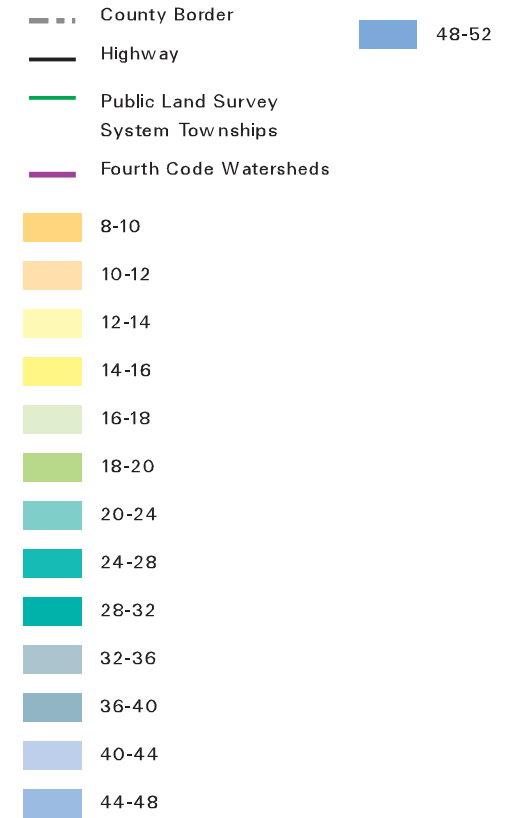 County Border
Highway
Public Land Survey
System Townships
Fourth Code Watersheds
8-10
10-12
12-14
14-16
16-18
18-20
20-24
24-28
28-32
32-36
36-40
40-44
44-48
48-52